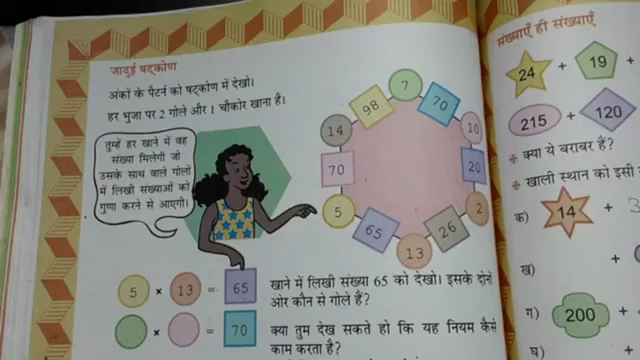 जादुई षट्कोण
अंकों के पैटर्न को षट्कोण में देखो।
हर भुजा पर 2 गोले और 1 चौकोर खाना है।
तुम्हें हर खाने में वह
संख्या मिलेगी जो
उसके साथ वाले गोलों
में लिखी संख्याओं को
गुणा करने से आएगी।
7
98
70
14
10
70
20
5
2
65
26
13
5 × 13 = 65
खाने में लिखी संख्या 65 को देखो। इसके दोनों
ओर कौन से गोले हैं?
× = 70
क्या तुम देख सकते हो कि यह नियम कैसे
काम करता है?
संख्याएँ ही संख्याएँ
24 + 19 +
215 + 120
क्या ये बराबर हैं?
खाली स्थान को इसी
क) 14 + 3
ख) +
ग) 200 +
घ) +